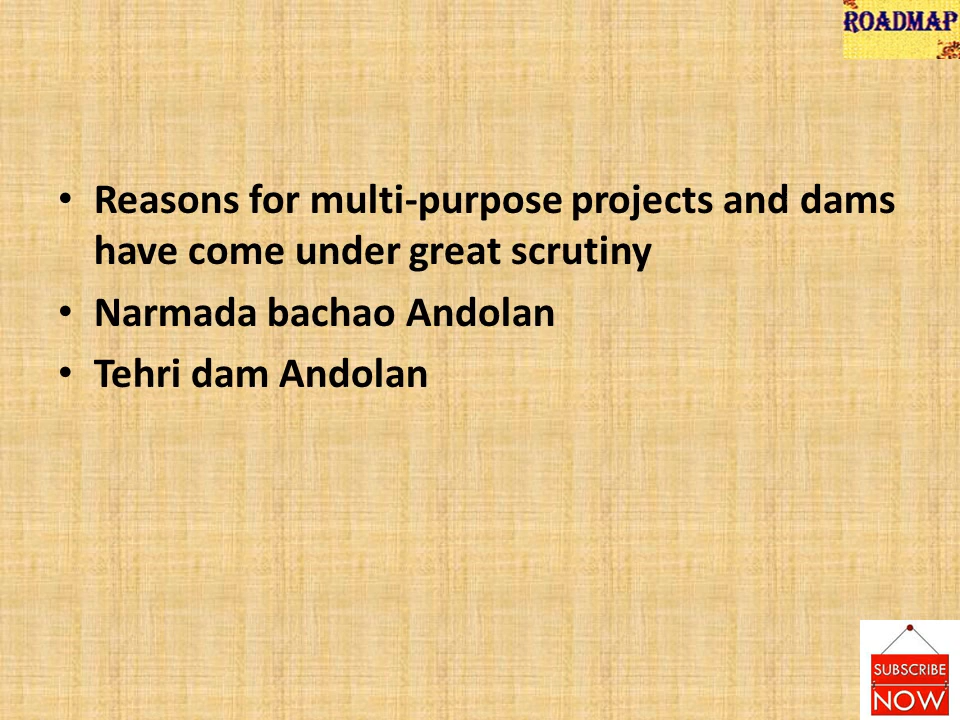 ROADMAP
• Reasons for multi-purpose projects and dams
have come under great scrutiny
• Narmada bachao Andolan
• Tehri dam Andolan
SUBSCRIBE
NOW